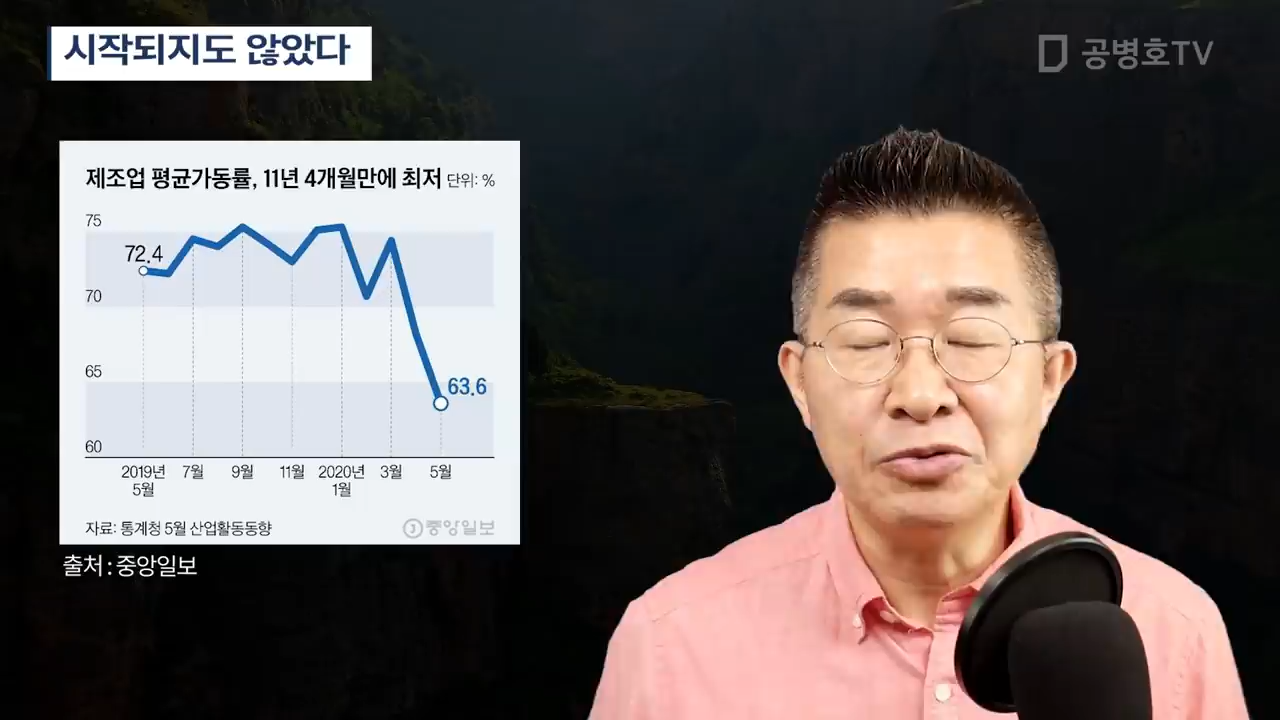 시작되지도 않았다
공병호TV
제조업 평균가동률, 11년 4개월만에 최저 단위: %
75
72.4
70
65
63.6
60
2019년 7월 9월 11월 2020년 3월 5월
5월 1월
자료: 통계청 5월 산업활동동향
중앙일보
출처 : 중앙일보